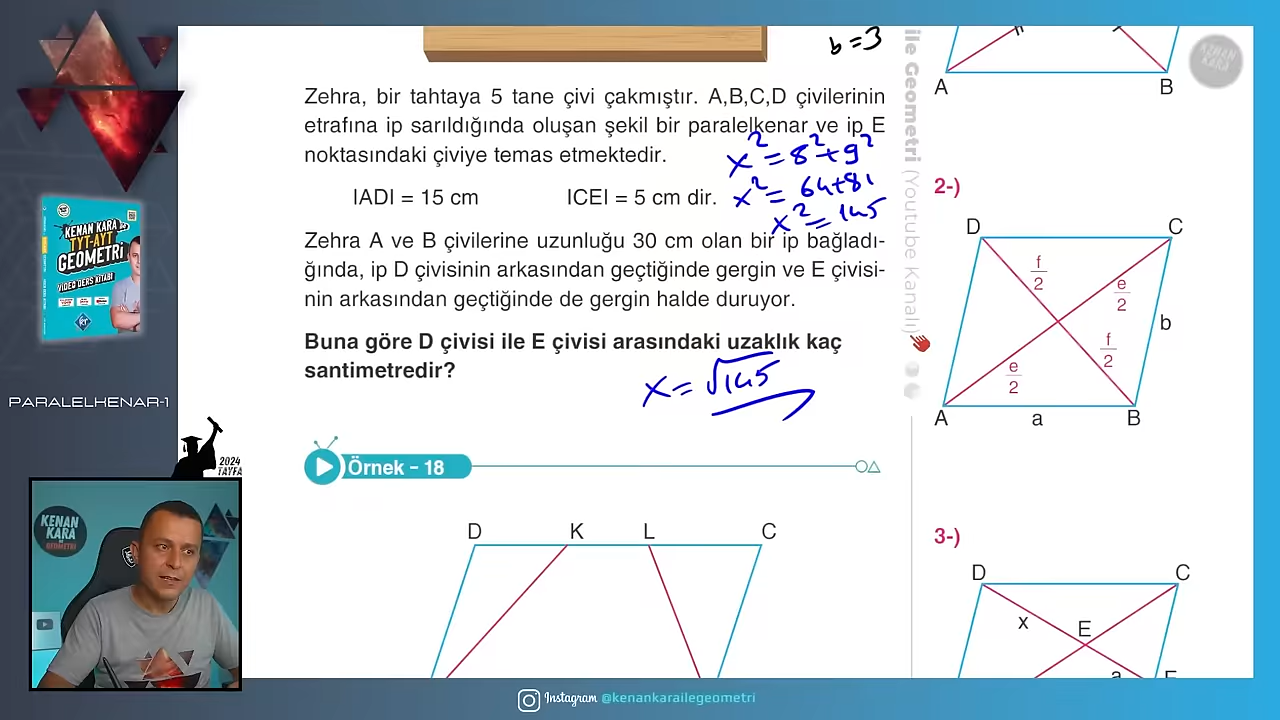 b = 3
Zehra, bir tahtaya 5 tane çivi çakmıştır. A,B,C,D çivilerinin
etrafına ip sarıldığında oluşan şekil bir paralelkenar ve ip E
noktasındaki çiviye temas etmektedir.
IADI = 15 cm ICEI = 5 cm dir.
Zehra A ve B çivilerine uzunluğu 30 cm olan bir ip bağladı-
ğında, ip D çivisinin arkasından geçtiğinde gergin ve E çivisi-
nin arkasından geçtiğinde de gergin halde duruyor.
Buna göre D çivisi ile E çivisi arasındaki uzaklık kaç
santimetredir?
x² = 8² + 9²
x² = 64+81
x² = 145
x = √145
Örnek - 18
D K L C
ile Geometri (Youtube Kanalı)
A B
2-)
D C
f/2
e/2
b
f/2
e/2
A a B
3-)
D C
x
E
a
KENAN KARA
KENAN KARA ile
TYT-AYT
GEOMETRİ
VİDEO DERS KİTABI
PARALELKENAR-1
2024
TAYFA
KENAN
KARA
GEOMETRİ
Instagram @kenankarailegeometri